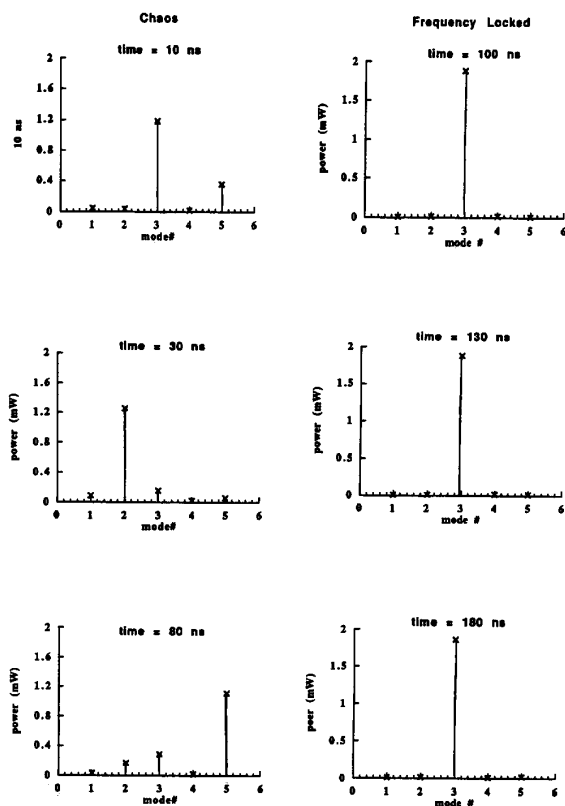 Chaos
time = 10 ns
2
1.6
1.2
0.8
0.4
0
10 ns
0 1 2 3 4 5 6
mode#
Frequency Locked
time = 100 ns
2
1.5
1
0.5
0
power (mW)
0 1 2 3 4 5 6
mode #
time = 30 ns
2
1.6
1.2
0.8
0.4
0
power (mW)
0 1 2 3 4 5 6
mode#
time = 130 ns
2
1.5
1
0.5
0
power (mW)
0 1 2 3 4 5 6
mode #
time = 80 ns
2
1.6
1.2
0.8
0.4
0
power (mW)
0 1 2 3 4 5 6
mode#
time = 180 ns
2
1.5
1
0.5
0
poer (mW)
0 1 2 3 4 5 6
mode #